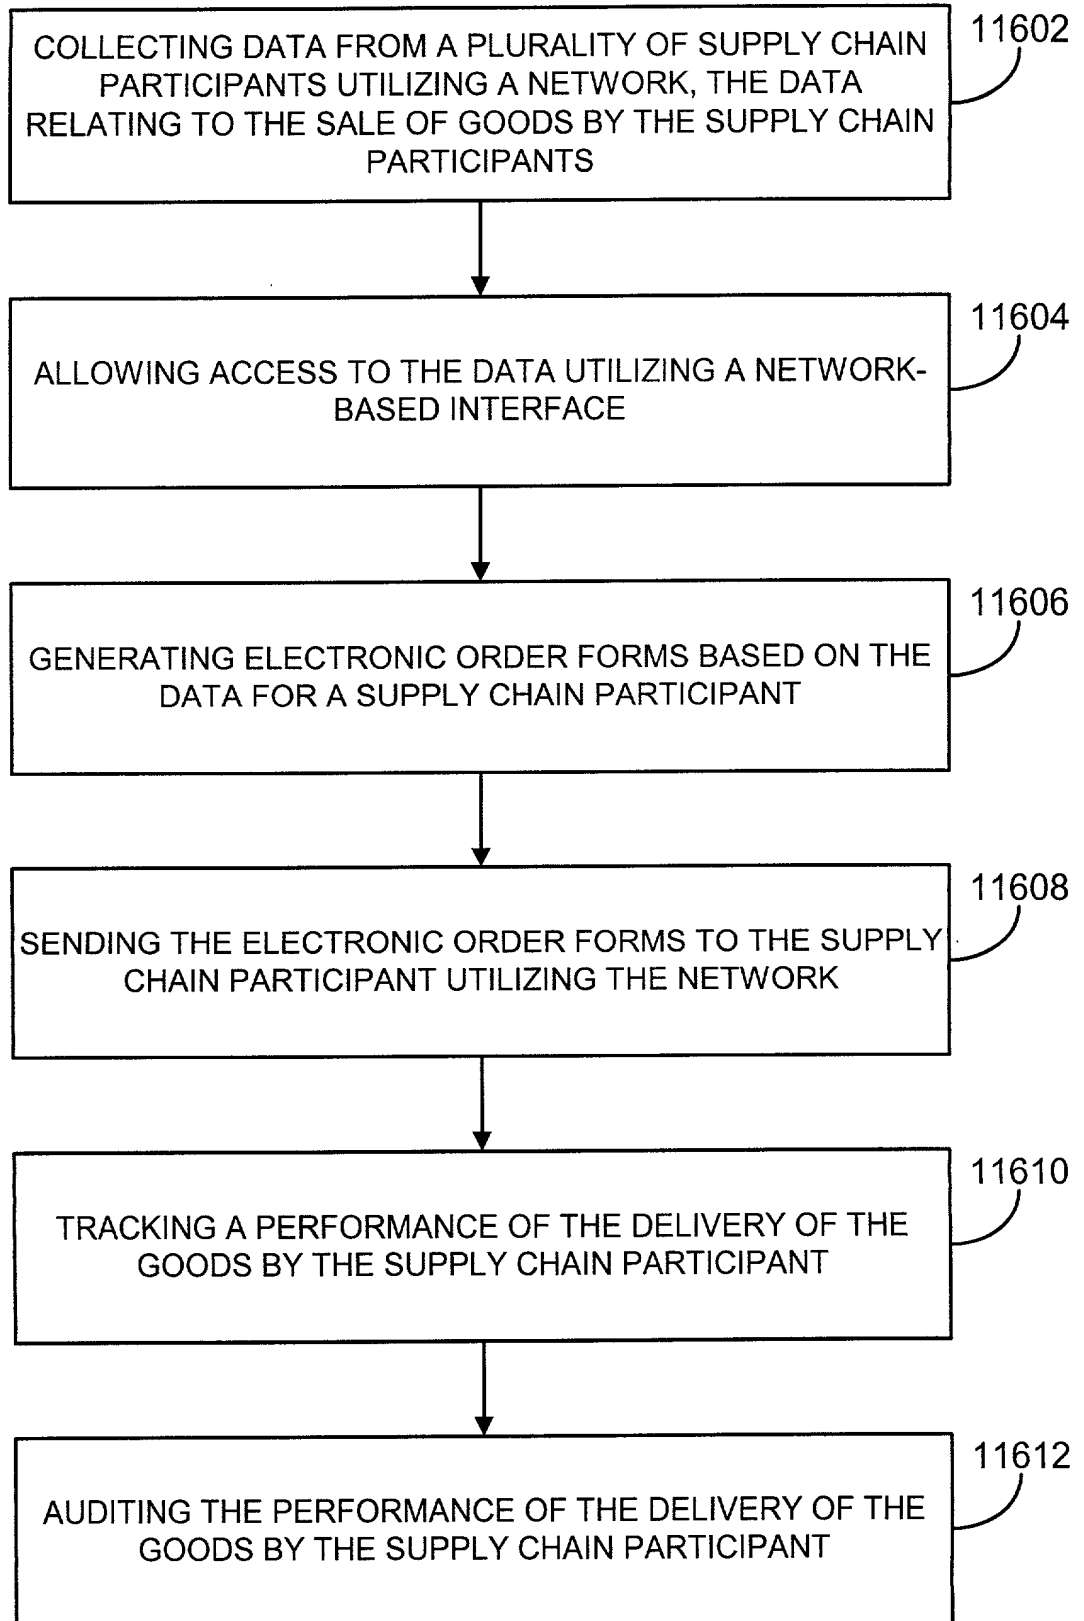 11602
COLLECTING DATA FROM A PLURALITY OF SUPPLY CHAIN
PARTICIPANTS UTILIZING A NETWORK, THE DATA
RELATING TO THE SALE OF GOODS BY THE SUPPLY CHAIN
PARTICIPANTS
11604
ALLOWING ACCESS TO THE DATA UTILIZING A NETWORK-
BASED INTERFACE
11606
GENERATING ELECTRONIC ORDER FORMS BASED ON THE
DATA FOR A SUPPLY CHAIN PARTICIPANT
11608
SENDING THE ELECTRONIC ORDER FORMS TO THE SUPPLY
CHAIN PARTICIPANT UTILIZING THE NETWORK
11610
TRACKING A PERFORMANCE OF THE DELIVERY OF THE
GOODS BY THE SUPPLY CHAIN PARTICIPANT
11612
AUDITING THE PERFORMANCE OF THE DELIVERY OF THE
GOODS BY THE SUPPLY CHAIN PARTICIPANT